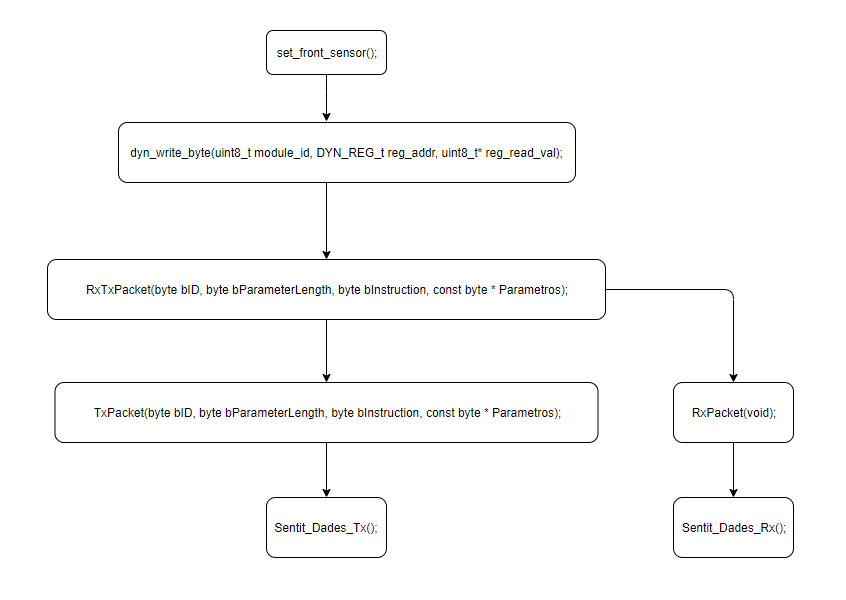 set_front_sensor();
dyn_write_byte(uint8_t module_id, DYN_REG_t reg_addr, uint8_t* reg_read_val);
RxTxPacket(byte bID, byte bParameterLength, byte bInstruction, const byte * Parametros);
TxPacket(byte bID, byte bParameterLength, byte bInstruction, const byte * Parametros);
RxPacket(void);
Sentit_Dades_Tx();
Sentit_Dades_Rx();